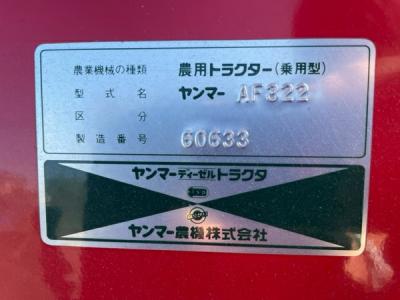 農業機械の種類 農用トラクター(乗用型)
型式名 ヤンマー AF322
区分
製造番号 60633
ヤンマーディーゼルトラクタ
ヤンマー農機株式会社